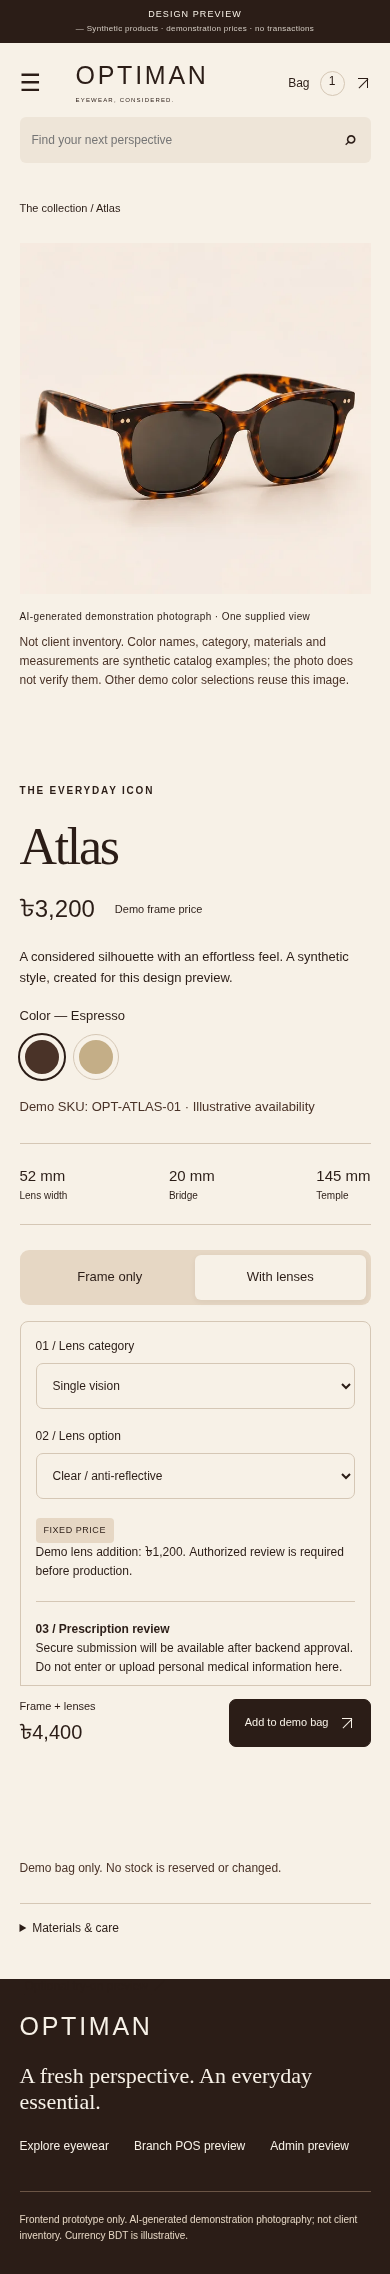 DESIGN PREVIEW
— Synthetic products · demonstration prices · no transactions
OPTIMAN
EYEWEAR, CONSIDERED.
Bag 1
Find your next perspective
The collection / Atlas
AI-generated demonstration photograph · One supplied view
Not client inventory. Color names, category, materials and
measurements are synthetic catalog examples; the photo does
not verify them. Other demo color selections reuse this image.
THE EVERYDAY ICON
Atlas
৳3,200 Demo frame price
A considered silhouette with an effortless feel. A synthetic
style, created for this design preview.
Color — Espresso
Demo SKU: OPT-ATLAS-01 · Illustrative availability
52 mm 20 mm 145 mm
Lens width Bridge Temple
Frame only With lenses
01 / Lens category
Single vision
02 / Lens option
Clear / anti-reflective
FIXED PRICE
Demo lens addition: ৳1,200. Authorized review is required
before production.
03 / Prescription review
Secure submission will be available after backend approval.
Do not enter or upload personal medical information here.
Frame + lenses
৳4,400
Add to demo bag
Demo bag only. No stock is reserved or changed.
Materials & care
OPTIMAN
A fresh perspective. An everyday
essential.
Explore eyewear Branch POS preview Admin preview
Frontend prototype only. AI-generated demonstration photography; not client
inventory. Currency BDT is illustrative.